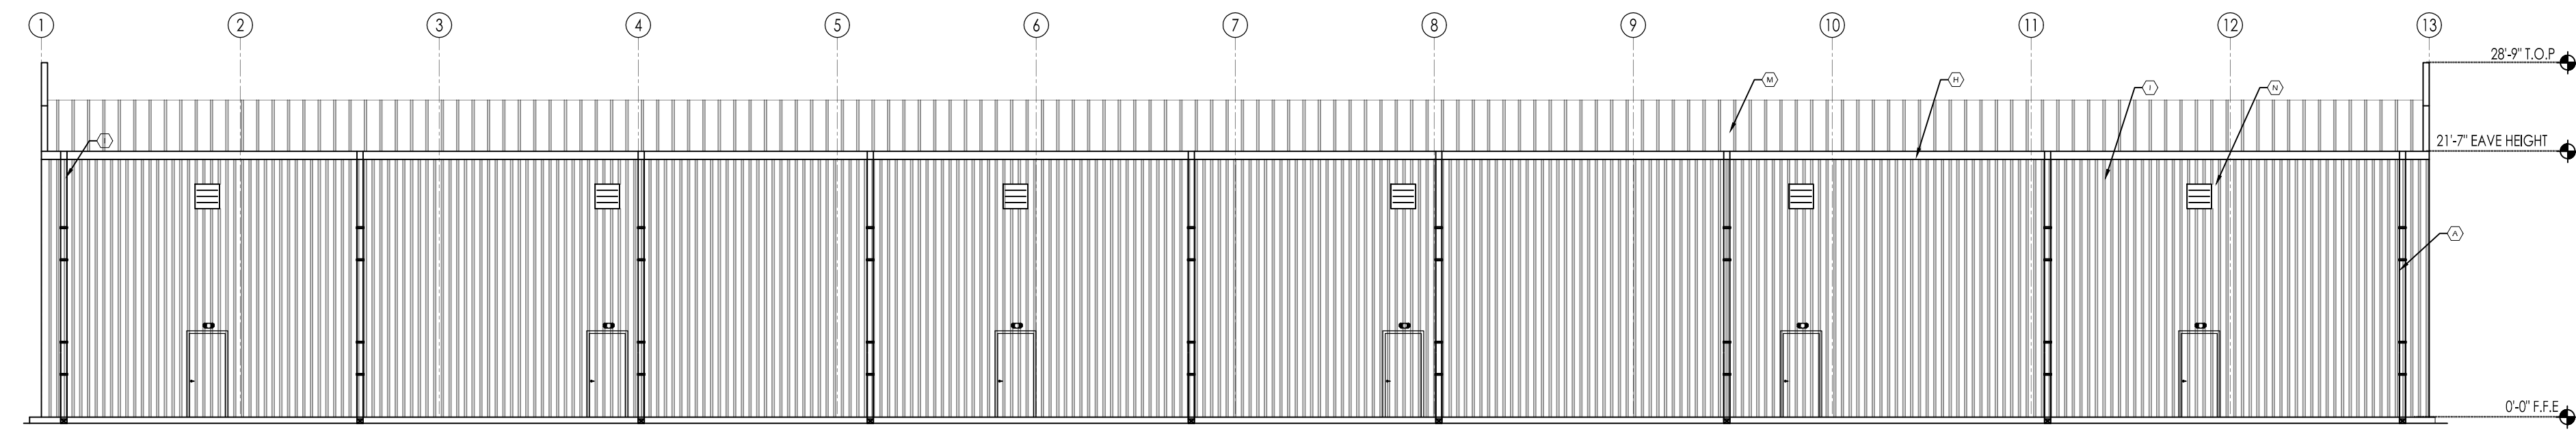 1 2 3 4 5 6 7 8 9 10 11 12 13
28'-9" T.O.P
M H I N
21'-7" EAVE HEIGHT
A
0'-0" F.F.E